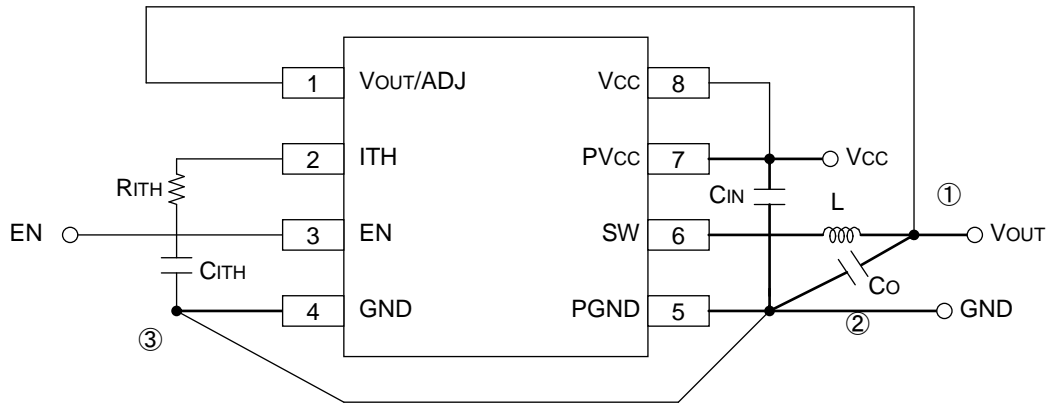 1 VOUT/ADJ VCC 8
2 ITH PVCC 7 VCC
RITH CIN L ①
EN 3 EN SW 6 VOUT
CITH CO
4 GND PGND 5 GND
③ ②